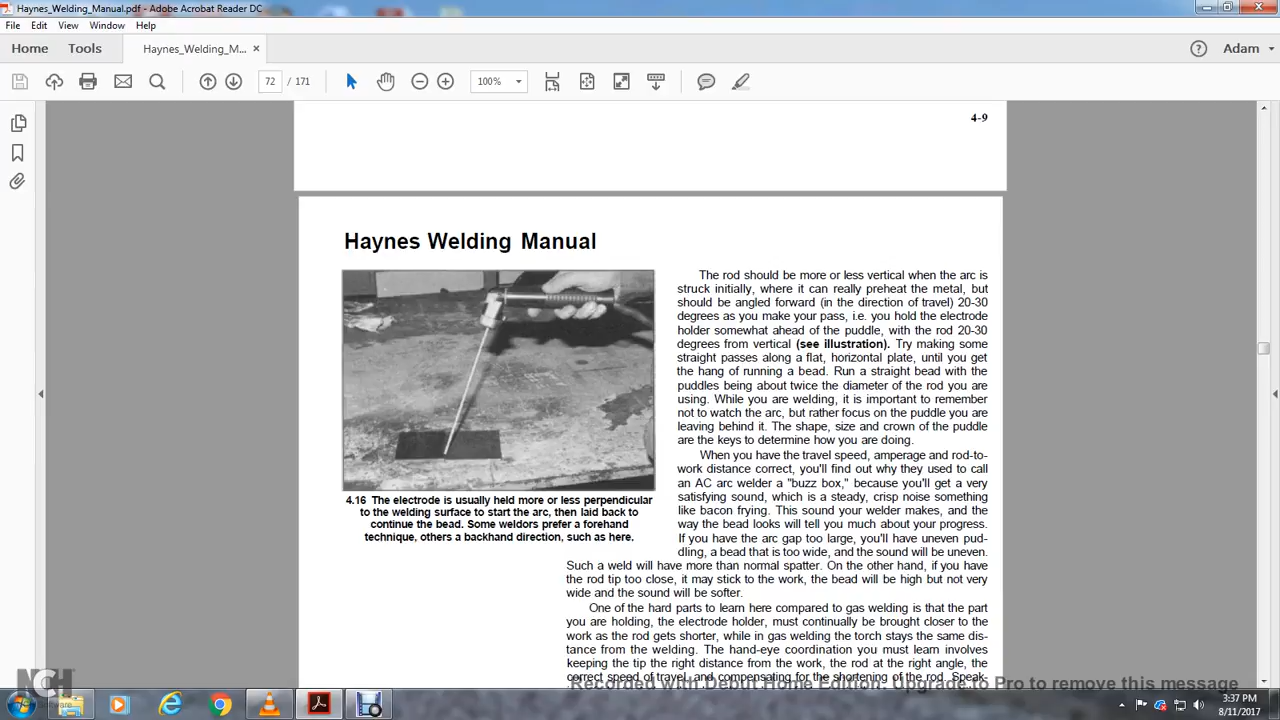 Haynes_Welding_Manual.pdf - Adobe Acrobat Reader DC
File Edit View Window Help
Home Tools Haynes_Welding_M... × Adam
72 / 171 100%
4-9
Haynes Welding Manual
The rod should be more or less vertical when the arc is
struck initially, where it can really preheat the metal, but
should be angled forward (in the direction of travel) 20-30
degrees as you make your pass, i.e. you hold the electrode
holder somewhat ahead of the puddle, with the rod 20-30
degrees from vertical (see illustration). Try making some
straight passes along a flat, horizontal plate, until you get
the hang of running a bead. Run a straight bead with the
puddles being about twice the diameter of the rod you are
using. While you are welding, it is important to remember
not to watch the arc, but rather focus on the puddle you are
leaving behind it. The shape, size and crown of the puddle
are the keys to determine how you are doing.
When you have the travel speed, amperage and rod-to-
work distance correct, you'll find out why they used to call
an AC arc welder a "buzz box," because you'll get a very
satisfying sound, which is a steady, crisp noise something
like bacon frying. This sound your welder makes, and the
way the bead looks will tell you much about your progress.
If you have the arc gap too large, you'll have uneven pud-
dling, a bead that is too wide, and the sound will be uneven.
Such a weld will have more than normal spatter. On the other hand, if you have
the rod tip too close, it may stick to the work, the bead will be high but not very
wide and the sound will be softer.
One of the hard parts to learn here compared to gas welding is that the part
you are holding, the electrode holder, must continually be brought closer to the
work as the rod gets shorter, while in gas welding the torch stays the same dis-
tance from the welding. The hand-eye coordination you must learn involves
keeping the tip the right distance from the work, the rod at the right angle, the
correct speed of travel, and compensating for the shortening of the rod. Speak-
4.16 The electrode is usually held more or less perpendicular
to the welding surface to start the arc, then laid back to
continue the bead. Some weldors prefer a forehand
technique, others a backhand direction, such as here.
NCH
Software
Recorded with Debut Home Edition. Upgrade to Pro to remove this message
3:37 PM
8/11/2017